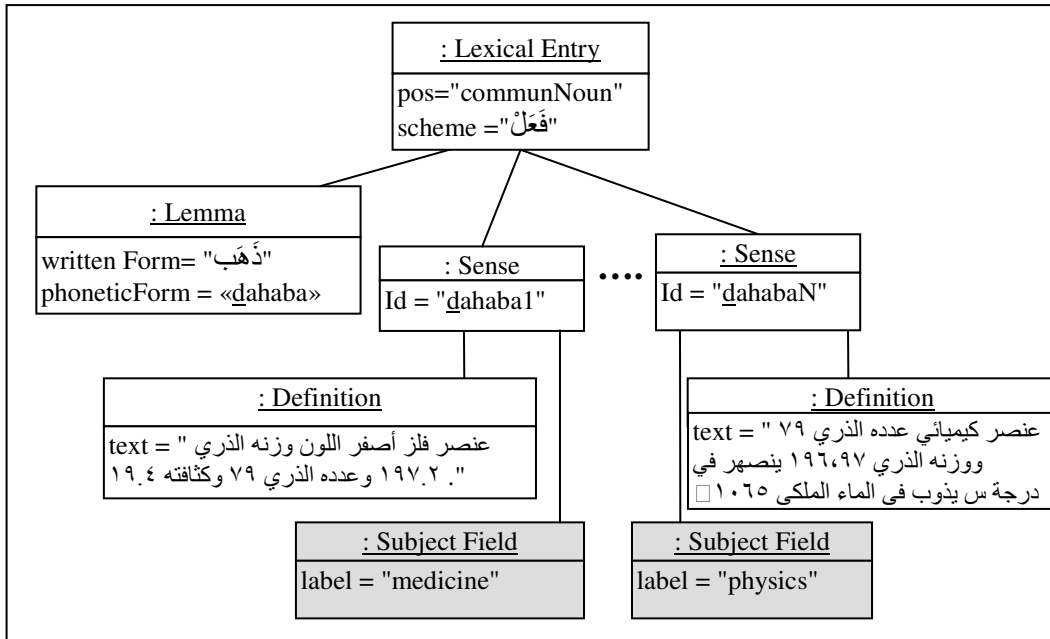 : Lexical Entry
pos="communNoun"
scheme ="فَعَلْ"
: Lemma
written Form= "ذَهَب"
phoneticForm = «dahaba»
: Sense
Id = "dahaba1"
....
: Sense
Id = "dahabaN"
: Definition
text = " عنصر فلز أصفر اللون وزنه الذري
١٩٧.٢ وعدده الذري ٧٩ وكثافته ١٩.٤ ."
: Definition
text = " عنصر كيميائي عدده الذري ٧٩
ووزنه الذري ١٩٦،٩٧ ينصهر في
درجة س يذوب في الماء الملكي ١٠٦٥
: Subject Field
label = "medicine"
: Subject Field
label = "physics"